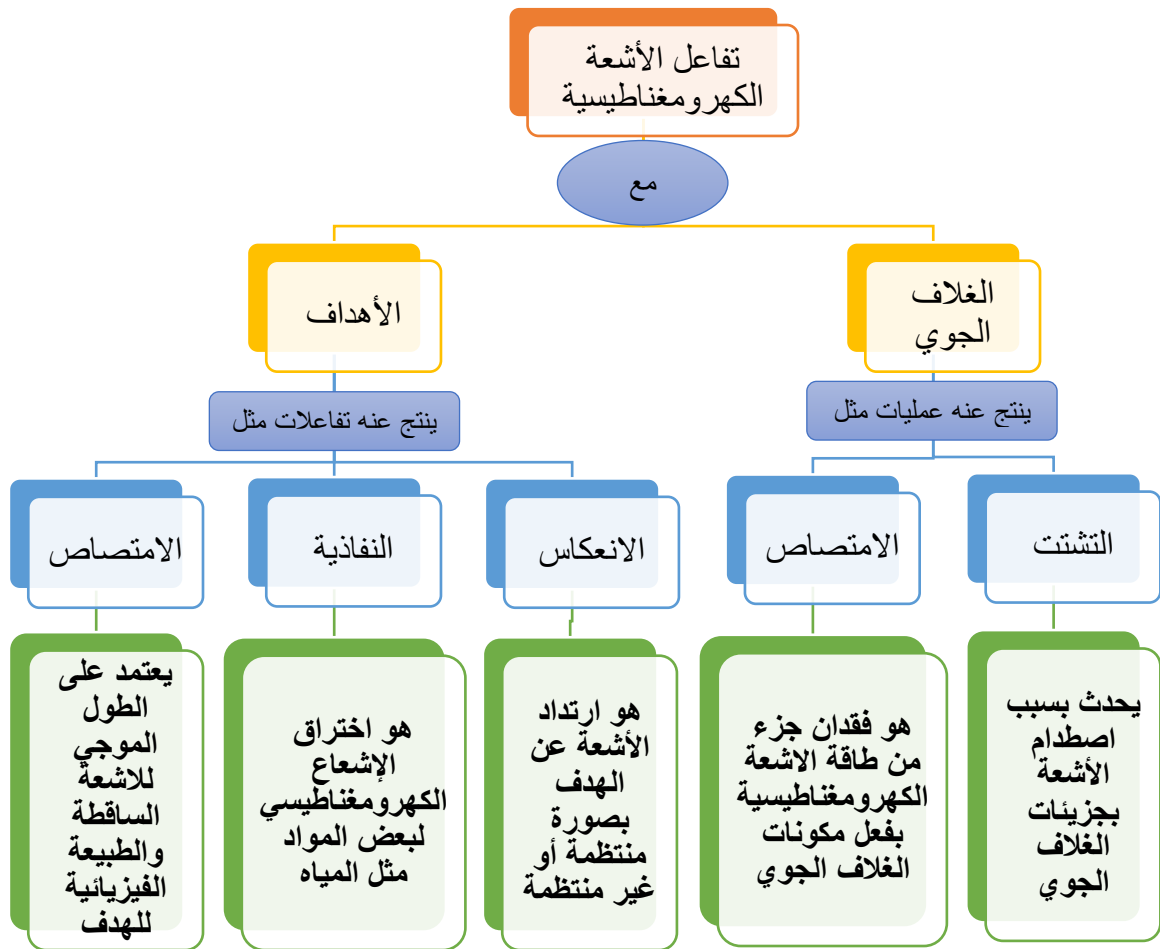 تفاعل الأشعة
الكهرومغناطيسية
مع
الغلاف
الجوي
الأهداف
ينتج عنه عمليات مثل
ينتج عنه تفاعلات مثل
التشتت
الامتصاص
الانعكاس
النفاذية
الامتصاص
يحدث بسبب
اصطدام
الأشعة
بجزيئات
الغلاف
الجوي
هو فقدان جزء
من طاقة الاشعة
الكهرومغناطيسية
بفعل مكونات
الغلاف الجوي
هو ارتداد
الأشعة عن
الهدف
بصورة
منتظمة أو
غير منتظمة
هو اختراق
الإشعاع
الكهرومغناطيسي
لبعض المواد
مثل المياه
يعتمد على
الطول
الموجي
للاشعة
الساقطة
والطبيعة
الفيزيائية
للهدف